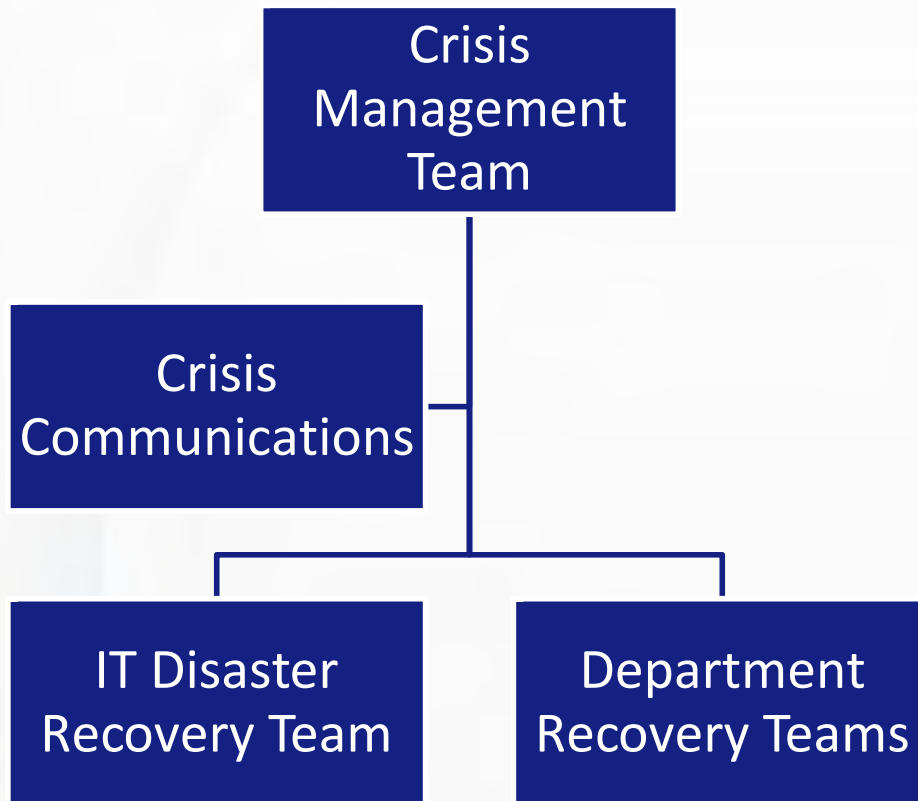 Crisis
Management
Team
Crisis
Communications
IT Disaster
Recovery Team
Department
Recovery Teams